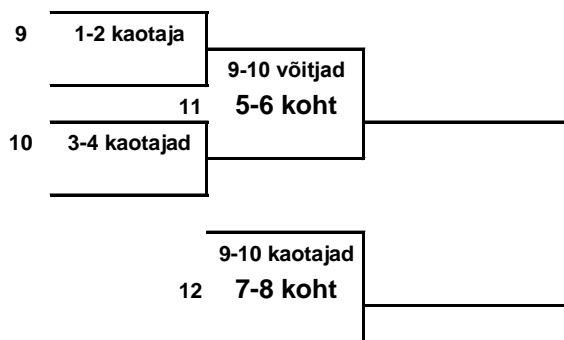 9 1-2 kaotaja
9-10 võitjad
11 5-6 koht
10 3-4 kaotajad
9-10 kaotajad
12 7-8 koht